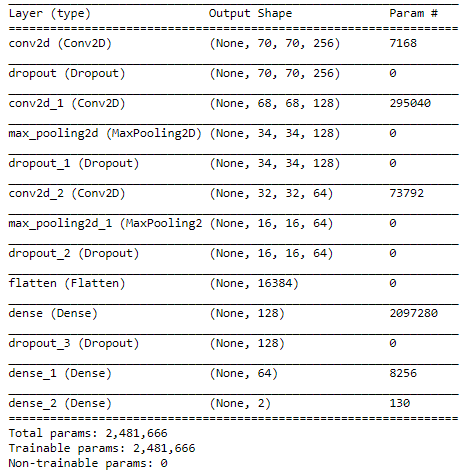 Layer (type) Output Shape Param #
conv2d (Conv2D) (None, 70, 70, 256) 7168
dropout (Dropout) (None, 70, 70, 256) 0
conv2d_1 (Conv2D) (None, 68, 68, 128) 295040
max_pooling2d (MaxPooling2D) (None, 34, 34, 128) 0
dropout_1 (Dropout) (None, 34, 34, 128) 0
conv2d_2 (Conv2D) (None, 32, 32, 64) 73792
max_pooling2d_1 (MaxPooling2 (None, 16, 16, 64) 0
dropout_2 (Dropout) (None, 16, 16, 64) 0
flatten (Flatten) (None, 16384) 0
dense (Dense) (None, 128) 2097280
dropout_3 (Dropout) (None, 128) 0
dense_1 (Dense) (None, 64) 8256
dense_2 (Dense) (None, 2) 130
Total params: 2,481,666
Trainable params: 2,481,666
Non-trainable params: 0